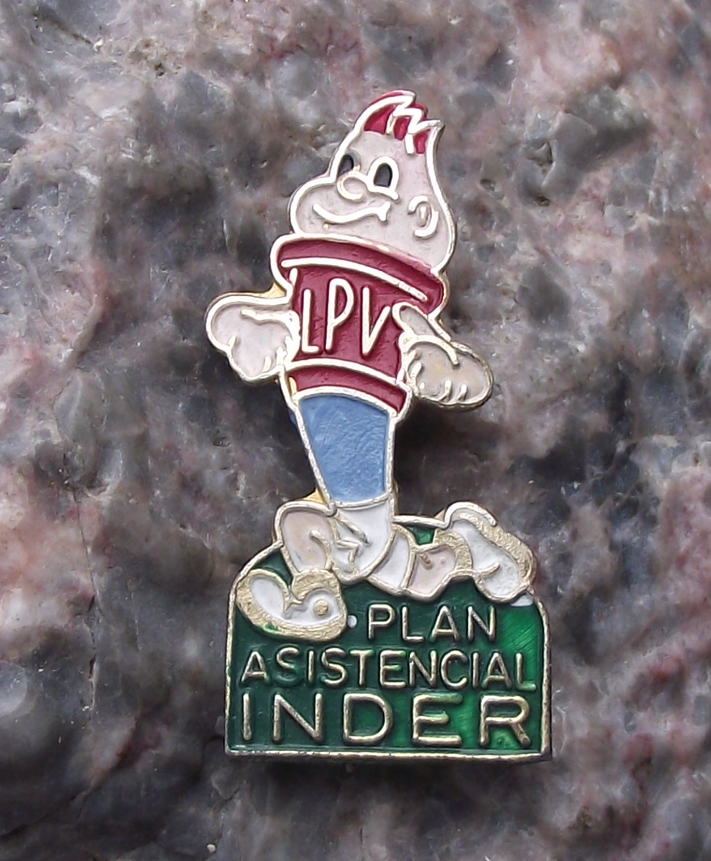 LPV
PLAN
ASISTENCIAL
INDER